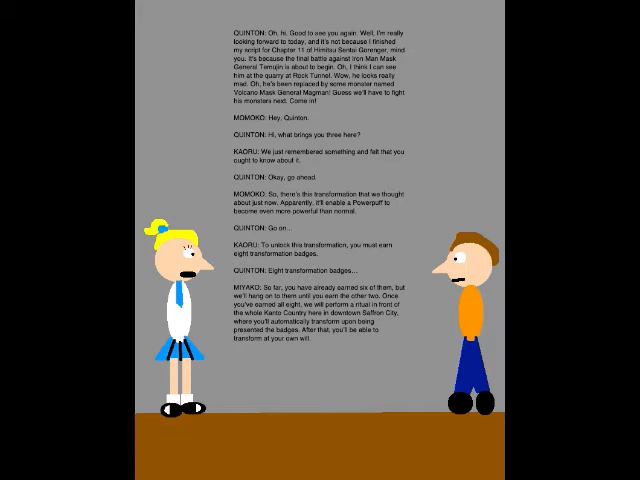 QUINTON: Oh, hi. Good to see you again. Well, I'm really
looking forward to today, and it's not because I finished
my script for Chapter 11 of Himitsu Sentai Gorenger, mind
you. It's because the final battle against Iron Man Mask
General Temujin is about to begin. Oh, I think I can see
him at the quarry at Rock Tunnel. Wow, he looks really
mad. Oh, he's been replaced by some monster named
Volcano Mask General Magman! Guess we'll have to fight
his monsters next. Come in!
MOMOKO: Hey, Quinton.
QUINTON: Hi, what brings you three here?
KAORU: We just remembered something and felt that you
ought to know about it.
QUINTON: Okay, go ahead.
MOMOKO: So, there's this transformation that we thought
about just now. Apparently, it'll enable a Powerpuff to
become even more powerful than normal.
QUINTON: Go on...
KAORU: To unlock this transformation, you must earn
eight transformation badges.
QUINTON: Eight transformation badges...
MIYAKO: So far, you have already earned six of them, but
we'll hang on to them until you earn the other two. Once
you've earned all eight, we will perform a ritual in front of
the whole Kanto Country here in downtown Saffron City,
where you'll automatically transform upon being
presented the badges. After that, you'll be able to
transform at your own will.